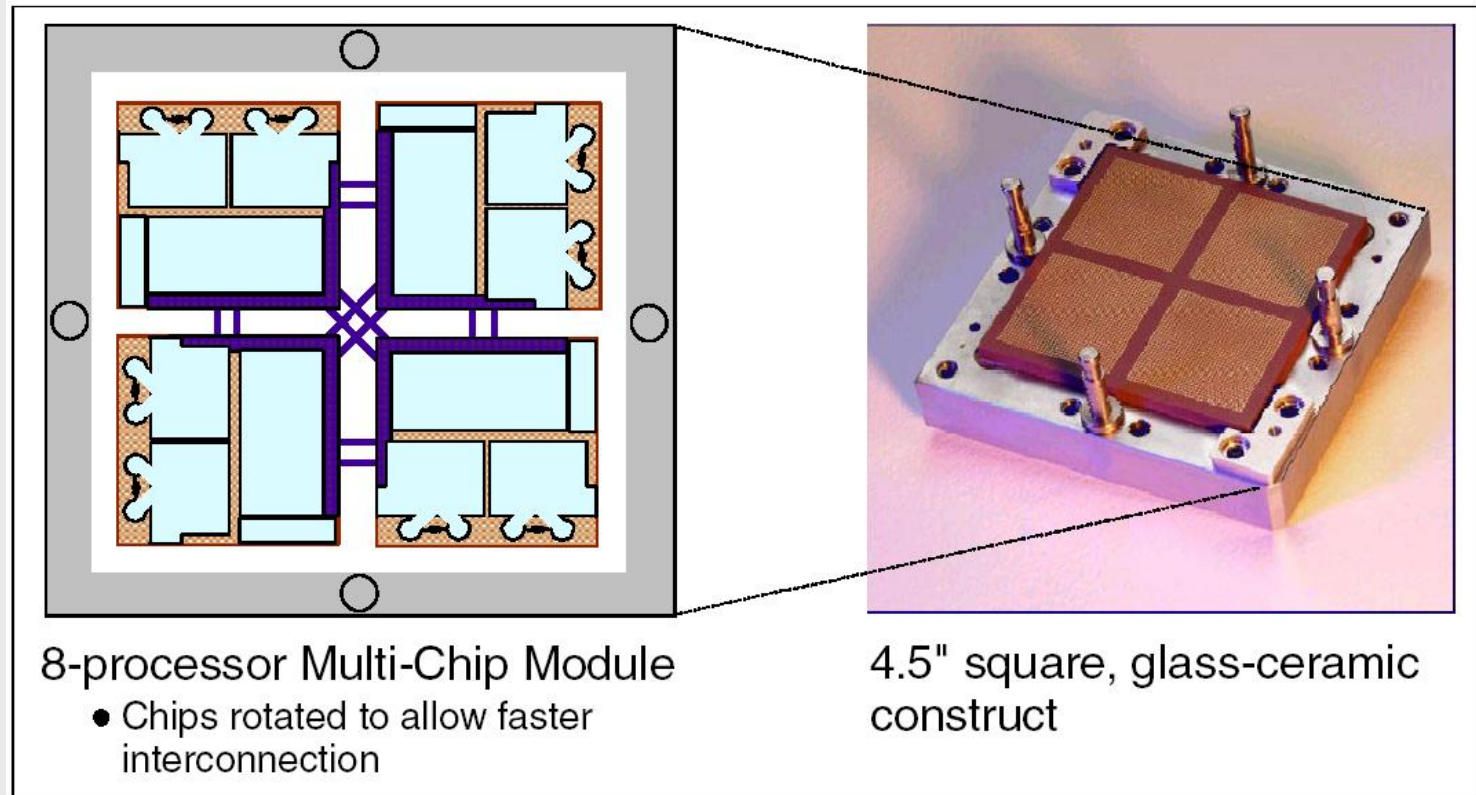 8-processor Multi-Chip Module
● Chips rotated to allow faster
interconnection
4.5" square, glass-ceramic
construct